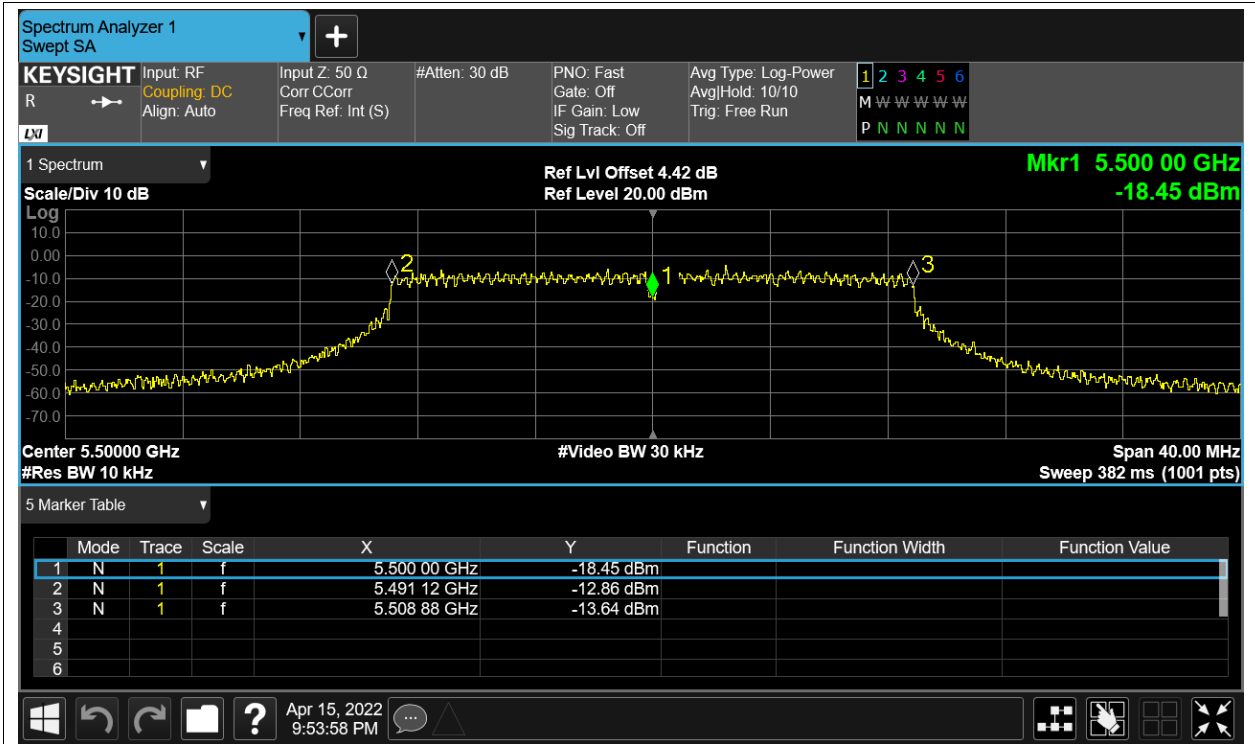 Spectrum Analyzer 1
Swept SA
KEYSIGHT
R
LXI
Input: RF
Coupling: DC
Align: Auto
Input Z: 50 Ω
Corr CCorr
Freq Ref: Int (S)
#Atten: 30 dB
PNO: Fast
Gate: Off
IF Gain: Low
Sig Track: Off
Avg Type: Log-Power
Avg|Hold: 10/10
Trig: Free Run
1 2 3 4 5 6
M W W W W W
P N N N N N
1 Spectrum
Scale/Div 10 dB
Ref Lvl Offset 4.42 dB
Ref Level 20.00 dBm
Mkr1 5.500 00 GHz
-18.45 dBm
Log
10.0
0.00
-10.0
-20.0
-30.0
-40.0
-50.0
-60.0
-70.0
2
1
3
Center 5.50000 GHz
#Video BW 30 kHz
Span 40.00 MHz
#Res BW 10 kHz
Sweep 382 ms (1001 pts)
5 Marker Table
Mode Trace Scale X Y Function Function Width Function Value
1 N 1 f 5.500 00 GHz -18.45 dBm
2 N 1 f 5.491 12 GHz -12.86 dBm
3 N 1 f 5.508 88 GHz -13.64 dBm
4
5
6
?
Apr 15, 2022
9:53:58 PM